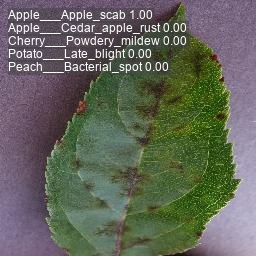 Apple___Apple_scab 1.00
Apple___Cedar_apple_rust 0.00
Cherry___Powdery_mildew 0.00
Potato___Late_blight 0.00
Peach___Bacterial_spot 0.00